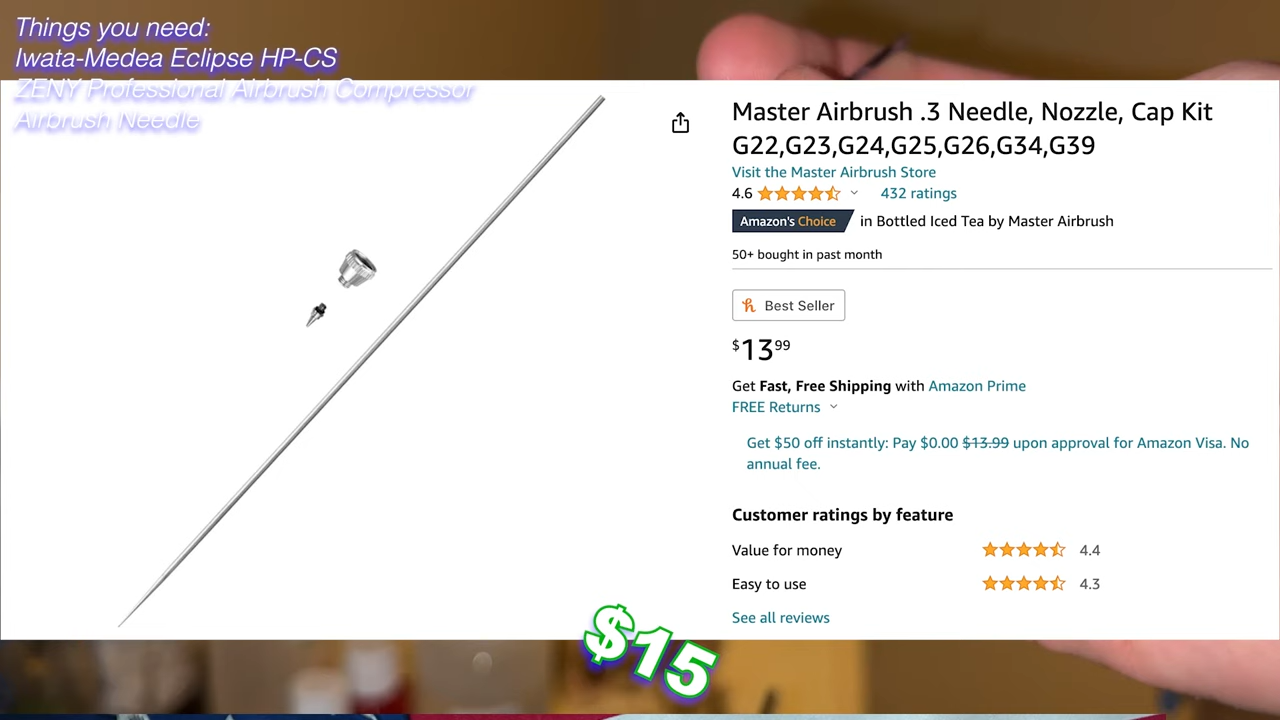 Things you need:
Iwata-Medea Eclipse HP-CS
ZENY Professional Airbrush Compressor
Airbrush Needle
Master Airbrush .3 Needle, Nozzle, Cap Kit
G22,G23,G24,G25,G26,G34,G39
Visit the Master Airbrush Store
4.6 432 ratings
Amazon's Choice in Bottled Iced Tea by Master Airbrush
50+ bought in past month
h Best Seller
$13 99
Get Fast, Free Shipping with Amazon Prime
FREE Returns
Get $50 off instantly: Pay $0.00 $13.99 upon approval for Amazon Visa. No
annual fee.
Customer ratings by feature
Value for money 4.4
Easy to use 4.3
See all reviews
$15